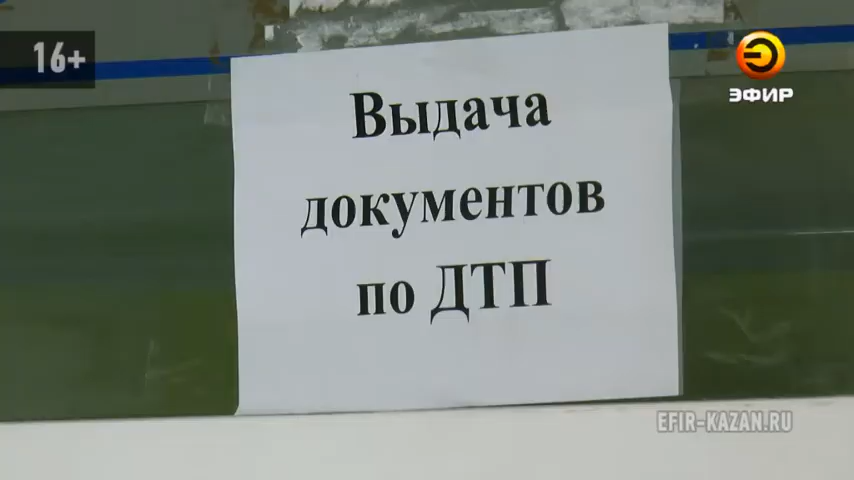 16+
ЭФИР
Выдача
документов
по ДТП
EFIR-KAZAN.RU